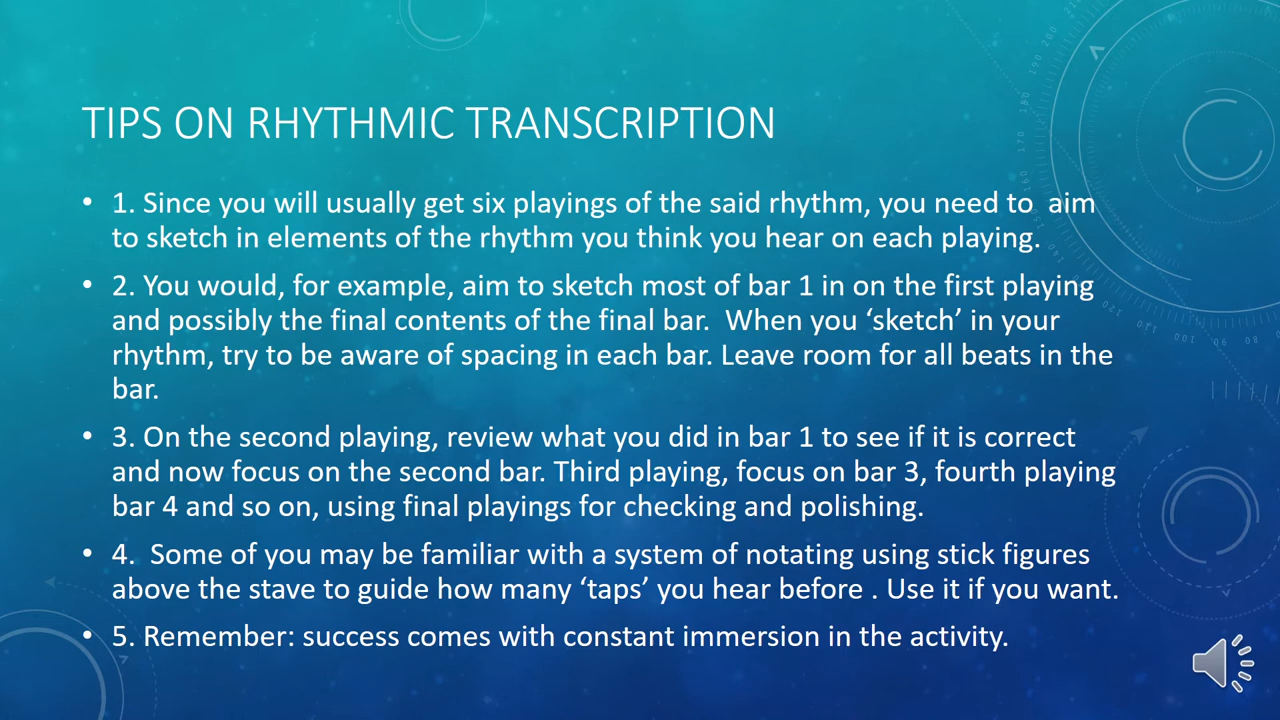 TIPS ON RHYTHMIC TRANSCRIPTION
• 1. Since you will usually get six playings of the said rhythm, you need to  aim
to sketch in elements of the rhythm you think you hear on each playing.
• 2. You would, for example, aim to sketch most of bar 1 in on the first playing
and possibly the final contents of the final bar.  When you ‘sketch’ in your
rhythm, try to be aware of spacing in each bar. Leave room for all beats in the
bar.
• 3. On the second playing, review what you did in bar 1 to see if it is correct
and now focus on the second bar. Third playing, focus on bar 3, fourth playing
bar 4 and so on, using final playings for checking and polishing.
• 4.  Some of you may be familiar with a system of notating using stick figures
above the stave to guide how many ‘taps’ you hear before . Use it if you want.
• 5. Remember: success comes with constant immersion in the activity.